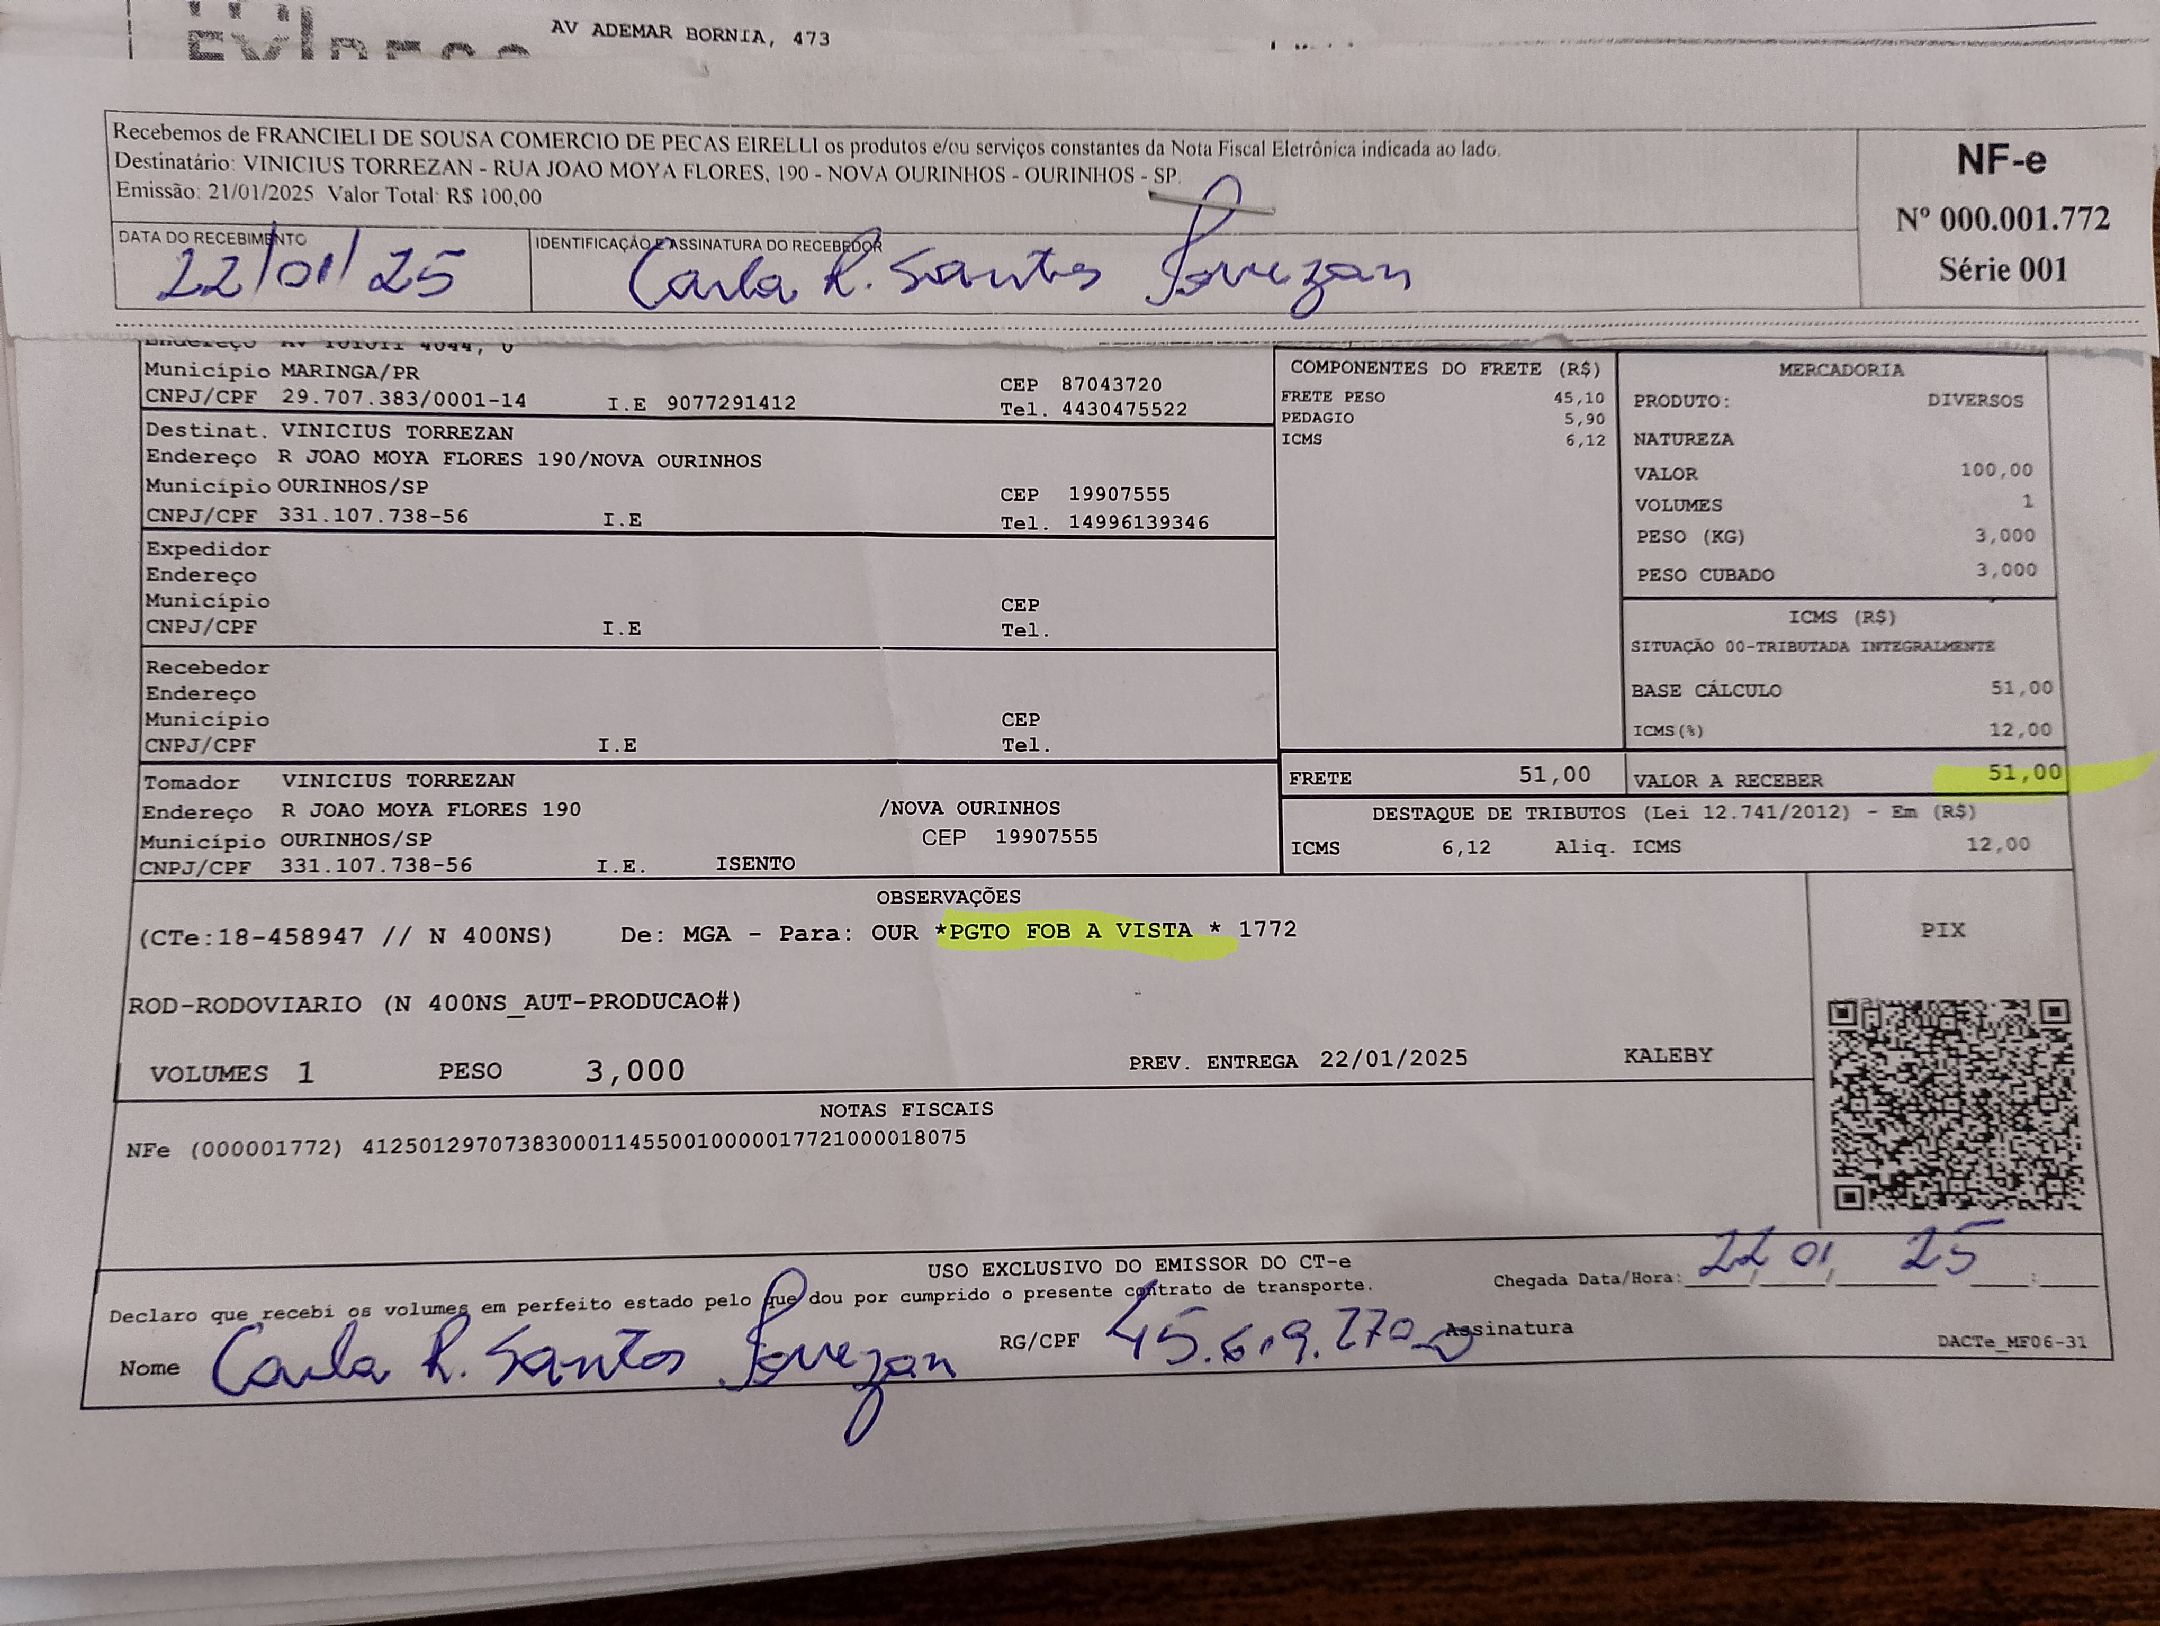 AV ADEMAR BORNIA, 473
Recebemos de FRANCIELI DE SOUSA COMERCIO DE PECAS EIRELLI os produtos e/ou serviços constantes da Nota Fiscal Eletrônica indicada ao lado.
Destinatário: VINICIUS TORREZAN - RUA JOAO MOYA FLORES, 190 - NOVA OURINHOS - OURINHOS - SP.
Emissão: 21/01/2025 Valor Total: R$ 100,00
NF-e
Nº 000.001.772
Série 001
DATA DO RECEBIMENTO
22/01/25
IDENTIFICAÇÃO E ASSINATURA DO RECEBEDOR
Carla R. Santos Torrezan
Município MARINGA/PR CEP 87043720
CNPJ/CPF 29.707.383/0001-14 I.E 9077291412 Tel. 4430475522
Destinat. VINICIUS TORREZAN
Endereço R JOAO MOYA FLORES 190/NOVA OURINHOS
Município OURINHOS/SP CEP 19907555
CNPJ/CPF 331.107.738-56 I.E Tel. 14996139346
Expedidor
Endereço
Município CEP
CNPJ/CPF I.E Tel.
Recebedor
Endereço
Município CEP
CNPJ/CPF I.E Tel.
Tomador VINICIUS TORREZAN
Endereço R JOAO MOYA FLORES 190 /NOVA OURINHOS
Município OURINHOS/SP CEP 19907555
CNPJ/CPF 331.107.738-56 I.E. ISENTO
COMPONENTES DO FRETE (R$)
FRETE PESO 45,10
PEDAGIO 5,90
ICMS 6,12
MERCADORIA
PRODUTO: DIVERSOS
NATUREZA
VALOR 100,00
VOLUMES 1
PESO (KG) 3,000
PESO CUBADO 3,000
ICMS (R$)
SITUAÇÃO 00-TRIBUTADA INTEGRALMENTE
BASE CÁLCULO 51,00
ICMS(%) 12,00
FRETE 51,00 VALOR A RECEBER 51,00
DESTAQUE DE TRIBUTOS (Lei 12.741/2012) - Em (R$)
ICMS 6,12 Aliq. ICMS 12,00
OBSERVAÇÕES
(CTe:18-458947 // N 400NS) De: MGA - Para: OUR *PGTO FOB A VISTA * 1772
PIX
ROD-RODOVIARIO (N 400NS_AUT-PRODUCAO#)
VOLUMES 1 PESO 3,000 PREV. ENTREGA 22/01/2025 KALEBY
NOTAS FISCAIS
NFe (000001772) 41250129707383000114550010000017721000018075
USO EXCLUSIVO DO EMISSOR DO CT-e
Declaro que recebi os volumes em perfeito estado pelo que dou por cumprido o presente contrato de transporte.
Chegada Data/Hora: 22 01 25
Nome Carla R. Santos Torrezan RG/CPF 45.619.270 Assinatura
DACTe_MF06-31